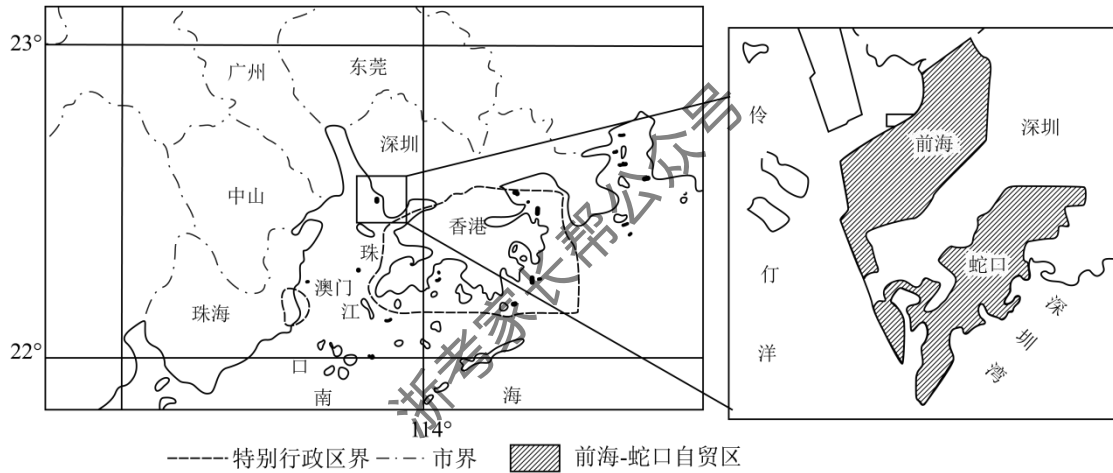 23°
广州
东莞
深圳
中山
香港
珠
江
口
澳门
珠海
22°
南
海
114°
伶
仃
洋
前海
深圳
蛇口
深
圳
湾
浙考家长帮公众号
特别行政区界
市界
前海-蛇口自贸区